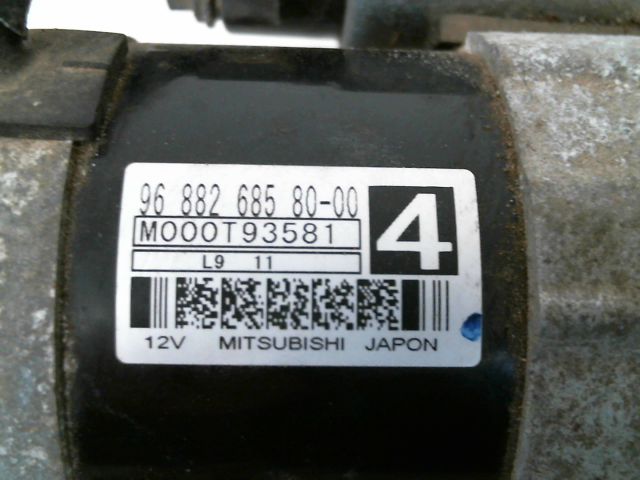 96 882 685 80-00
4
M000T93581
L9 11
12V MITSUBISHI JAPON